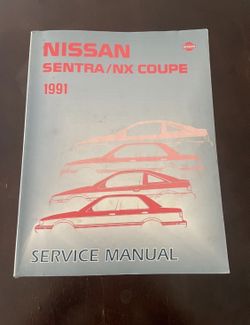 NISSAN
SENTRA/NX COUPE
1991
SERVICE MANUAL